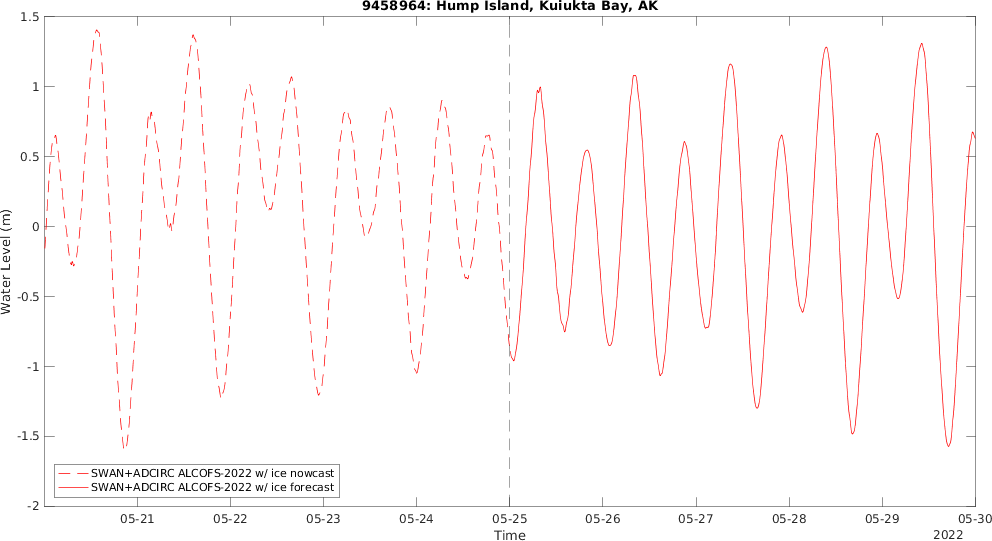 9458964: Hump Island, Kuiukta Bay, AK
1.5
1
0.5
0
-0.5
-1
-1.5
-2
Water Level (m)
SWAN+ADCIRC ALCOFS-2022 w/ ice nowcast
SWAN+ADCIRC ALCOFS-2022 w/ ice forecast
05-21 05-22 05-23 05-24 05-25 05-26 05-27 05-28 05-29 05-30
Time
2022